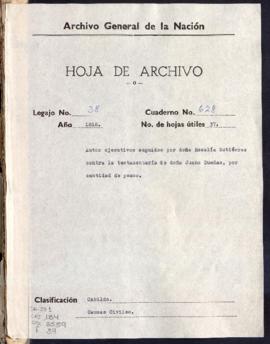 Archivo General de la Nación
HOJA DE ARCHIVO
Legajo No. 38 Cuaderno No. 628
Año 1818. No. de hojas útiles 37.
Autos ejecutivos seguidos por doña Rosalía Gutiérrez
contra la testamentaría de doña Juana Dueñas, por
cantidad de pesos.
Clasificación Cabildo.
Causas Civiles.